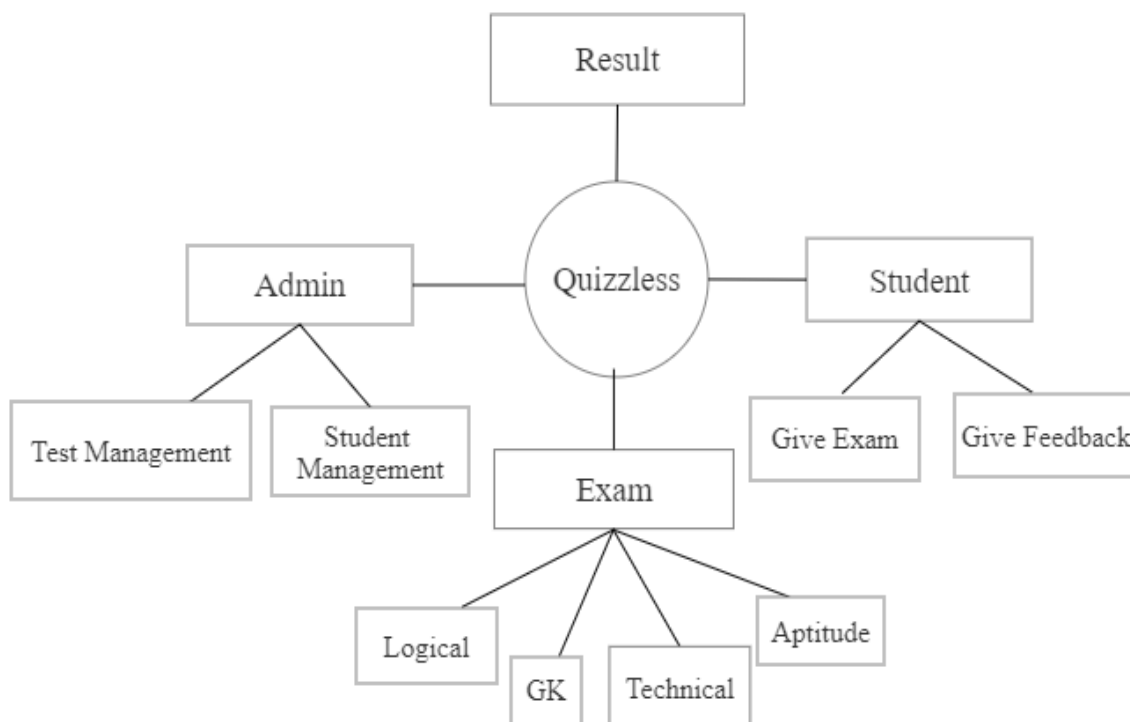 Result
Admin
Quizzless
Student
Test Management
Student
Management
Give Exam
Give Feedback
Exam
Logical
GK
Technical
Aptitude